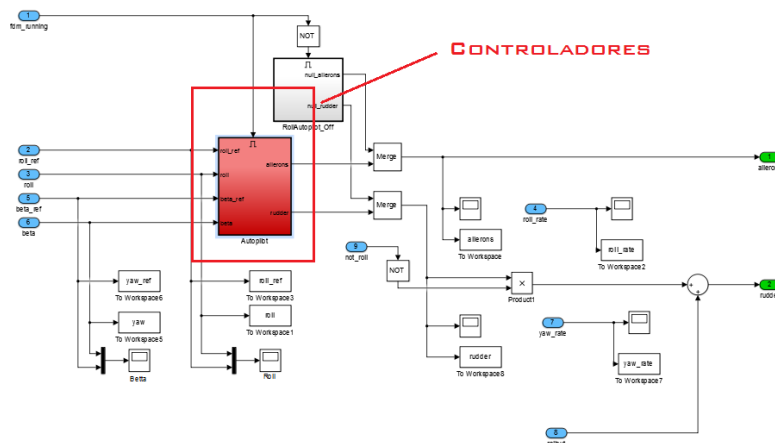 1
fdm_running
NOT
CONTROLADORES
null_ailerons
null_rudder
RollAutopilot_Off
2
roll_ref
3
roll
5
beta_ref
6
beta
roll_ref
roll
beta_ref
beta
ailerons
rudder
Autopilot
Merge
Merge
1
aileron
ailerons
To Workspace
4
roll_rate
roll_rate
To Workspace2
9
not_roll
NOT
×
Product1
+
+
2
rudder
yaw_ref
To Workspace6
yaw
To Workspace5
Betta
roll_ref
To Workspace3
roll
To Workspace1
Roll
rudder
To Workspace8
7
yaw_rate
yaw_rate
To Workspace7
8